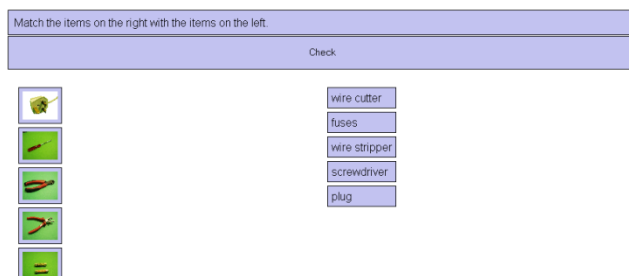 Match the items on the right with the items on the left.
Check
wire cutter
fuses
wire stripper
screwdriver
plug